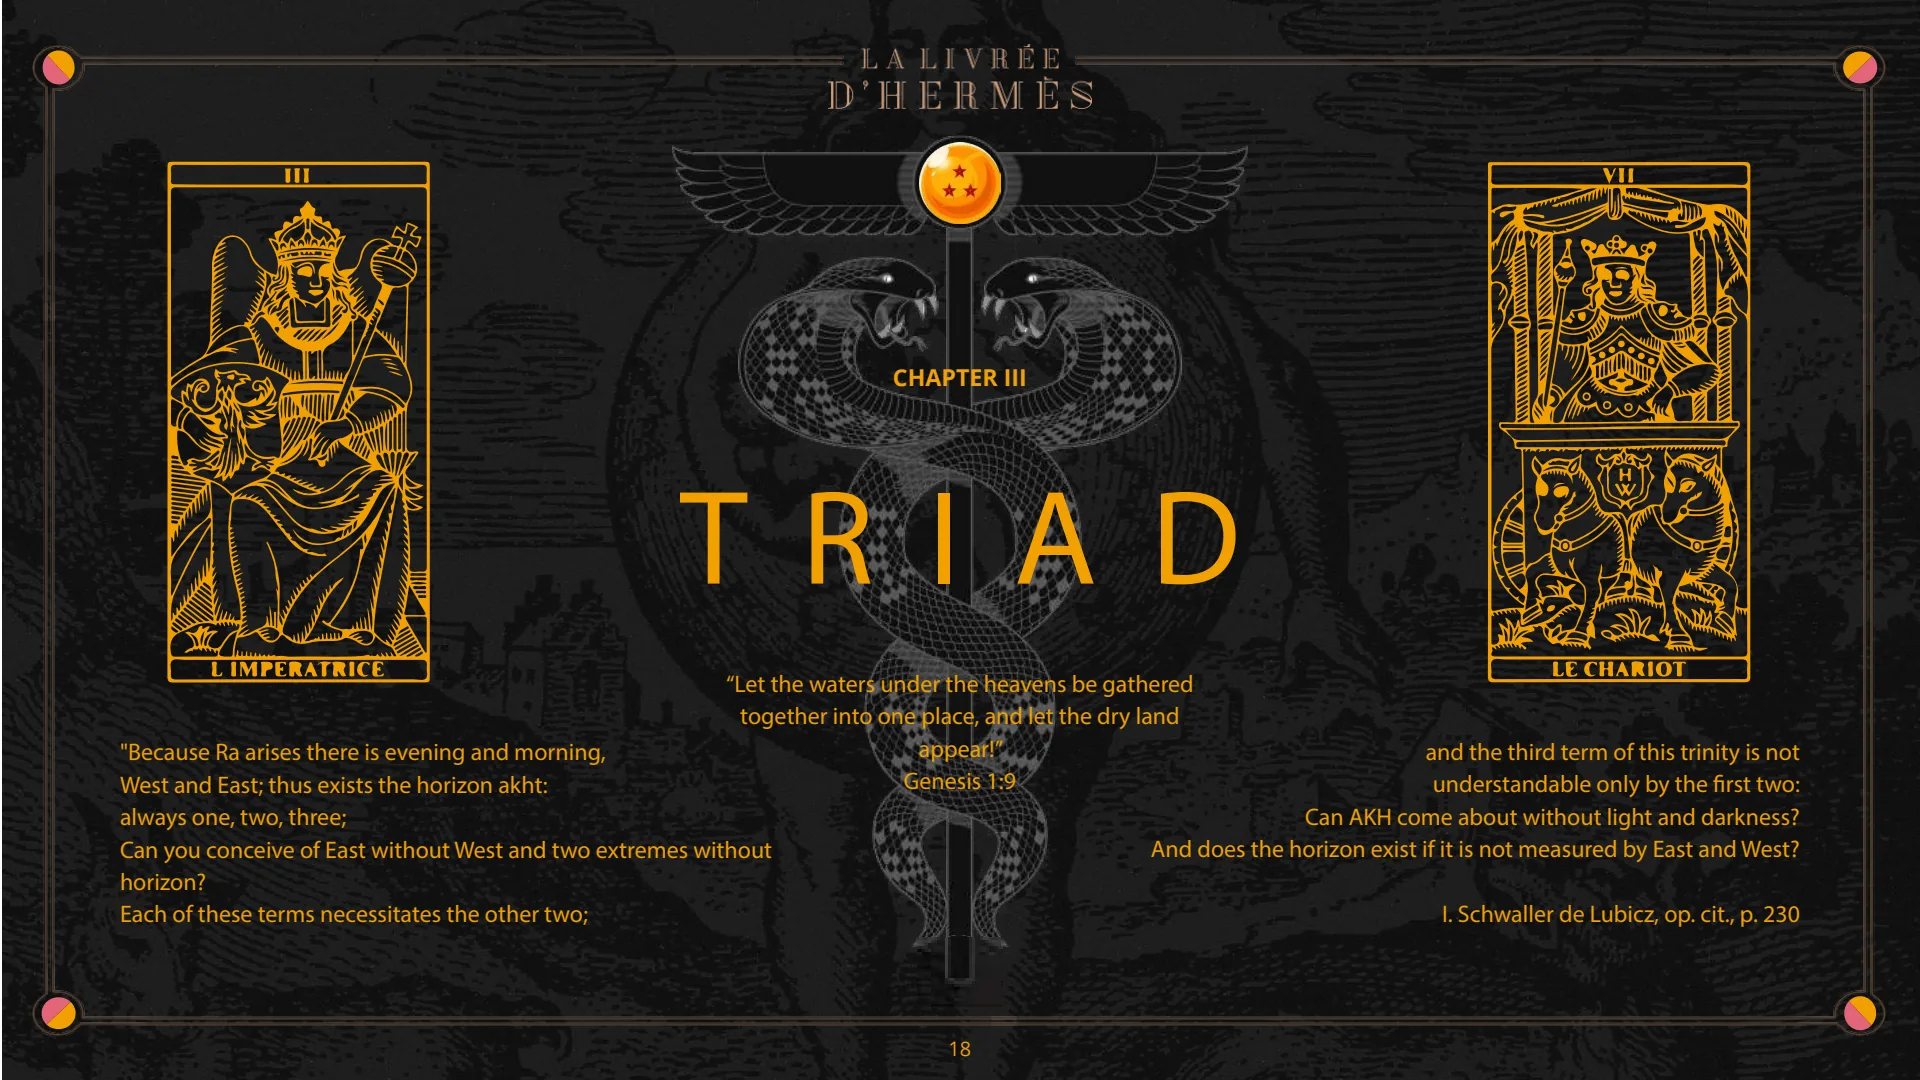 LA LIVRÉE
D'HERMÈS
III
L IMPERATRICE
VII
H
W
LE CHARIOT
CHAPTER III
TRIAD
“Let the waters under the heavens be gathered
together into one place, and let the dry land
appear!”
Genesis 1:9
"Because Ra arises there is evening and morning,
West and East; thus exists the horizon akht:
always one, two, three;
Can you conceive of East without West and two extremes without
horizon?
Each of these terms necessitates the other two;
and the third term of this trinity is not
understandable only by the first two:
Can AKH come about without light and darkness?
And does the horizon exist if it is not measured by East and West?
I. Schwaller de Lubicz, op. cit., p. 230
18